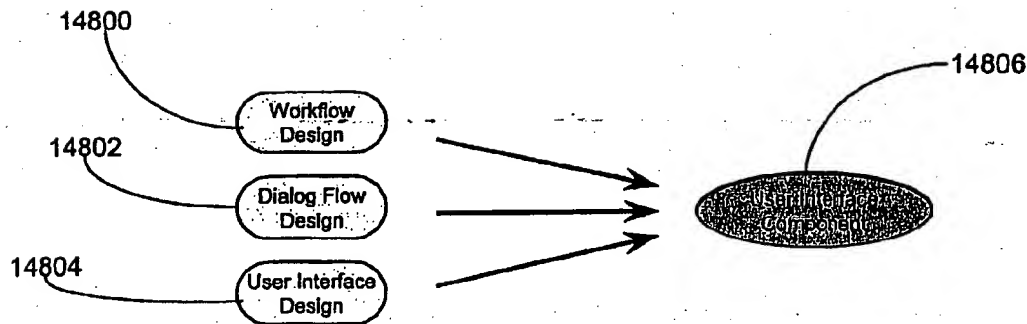 14800
14806
Workflow
Design
14802
Dialog Flow
Design
User Interface
Component
14804
User Interface
Design